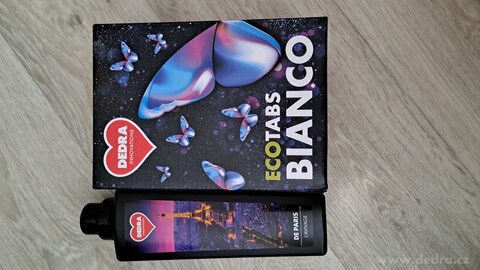 DEDRA
INNOVATIONS
ECOTABS
BIANCO
DEDRA
DE PARIS
www.dedra.cz